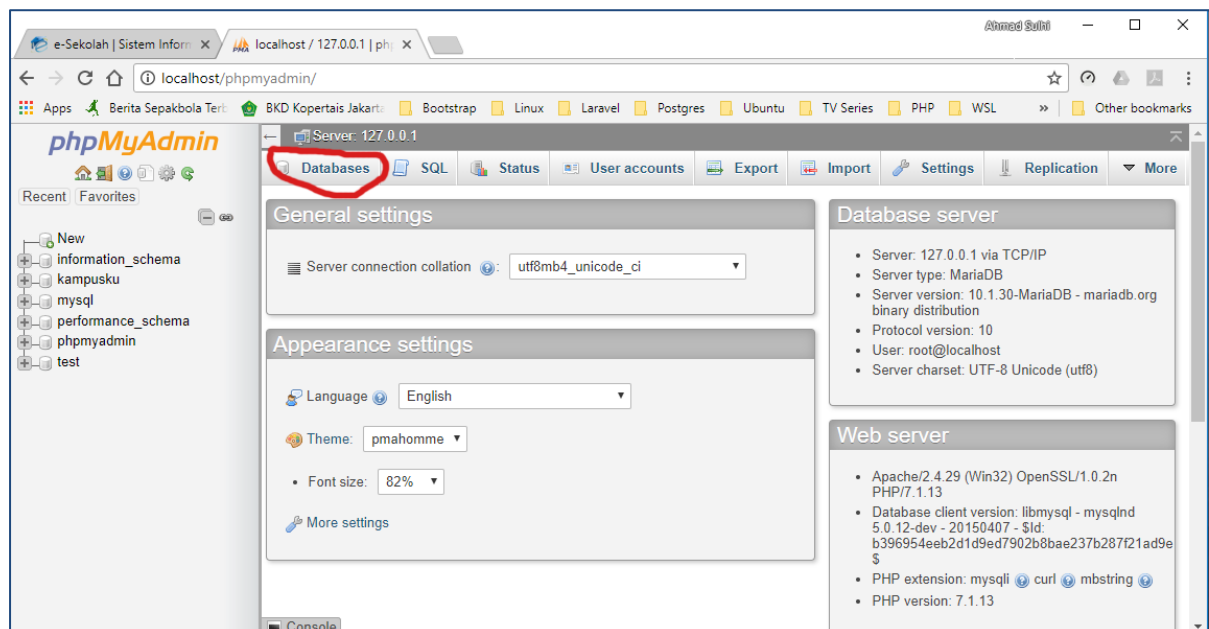 Ahmad Sulhi
e-Sekolah | Sistem Inform
localhost / 127.0.0.1 | ph
localhost/phpmyadmin/
Apps Berita Sepakbola Ter BKD Kopertais Jakarta Bootstrap Linux Laravel Postgres Ubuntu TV Series PHP WSL » Other bookmarks
phpMyAdmin
Recent Favorites
New
information_schema
kampusku
mysql
performance_schema
phpmyadmin
test
Server: 127.0.0.1
Databases SQL Status User accounts Export Import Settings Replication More
General settings
Server connection collation : utf8mb4_unicode_ci
Appearance settings
Language English
Theme: pmahomme
• Font size: 82%
More settings
Database server
• Server: 127.0.0.1 via TCP/IP
• Server type: MariaDB
• Server version: 10.1.30-MariaDB - mariadb.org
binary distribution
• Protocol version: 10
• User: root@localhost
• Server charset: UTF-8 Unicode (utf8)
Web server
• Apache/2.4.29 (Win32) OpenSSL/1.0.2n
PHP/7.1.13
• Database client version: libmysql - mysqlnd
5.0.12-dev - 20150407 - $Id:
b396954eeb2d1d9ed7902b8bae237b287f21ad9e
$
• PHP extension: mysqli curl mbstring
• PHP version: 7.1.13
Console